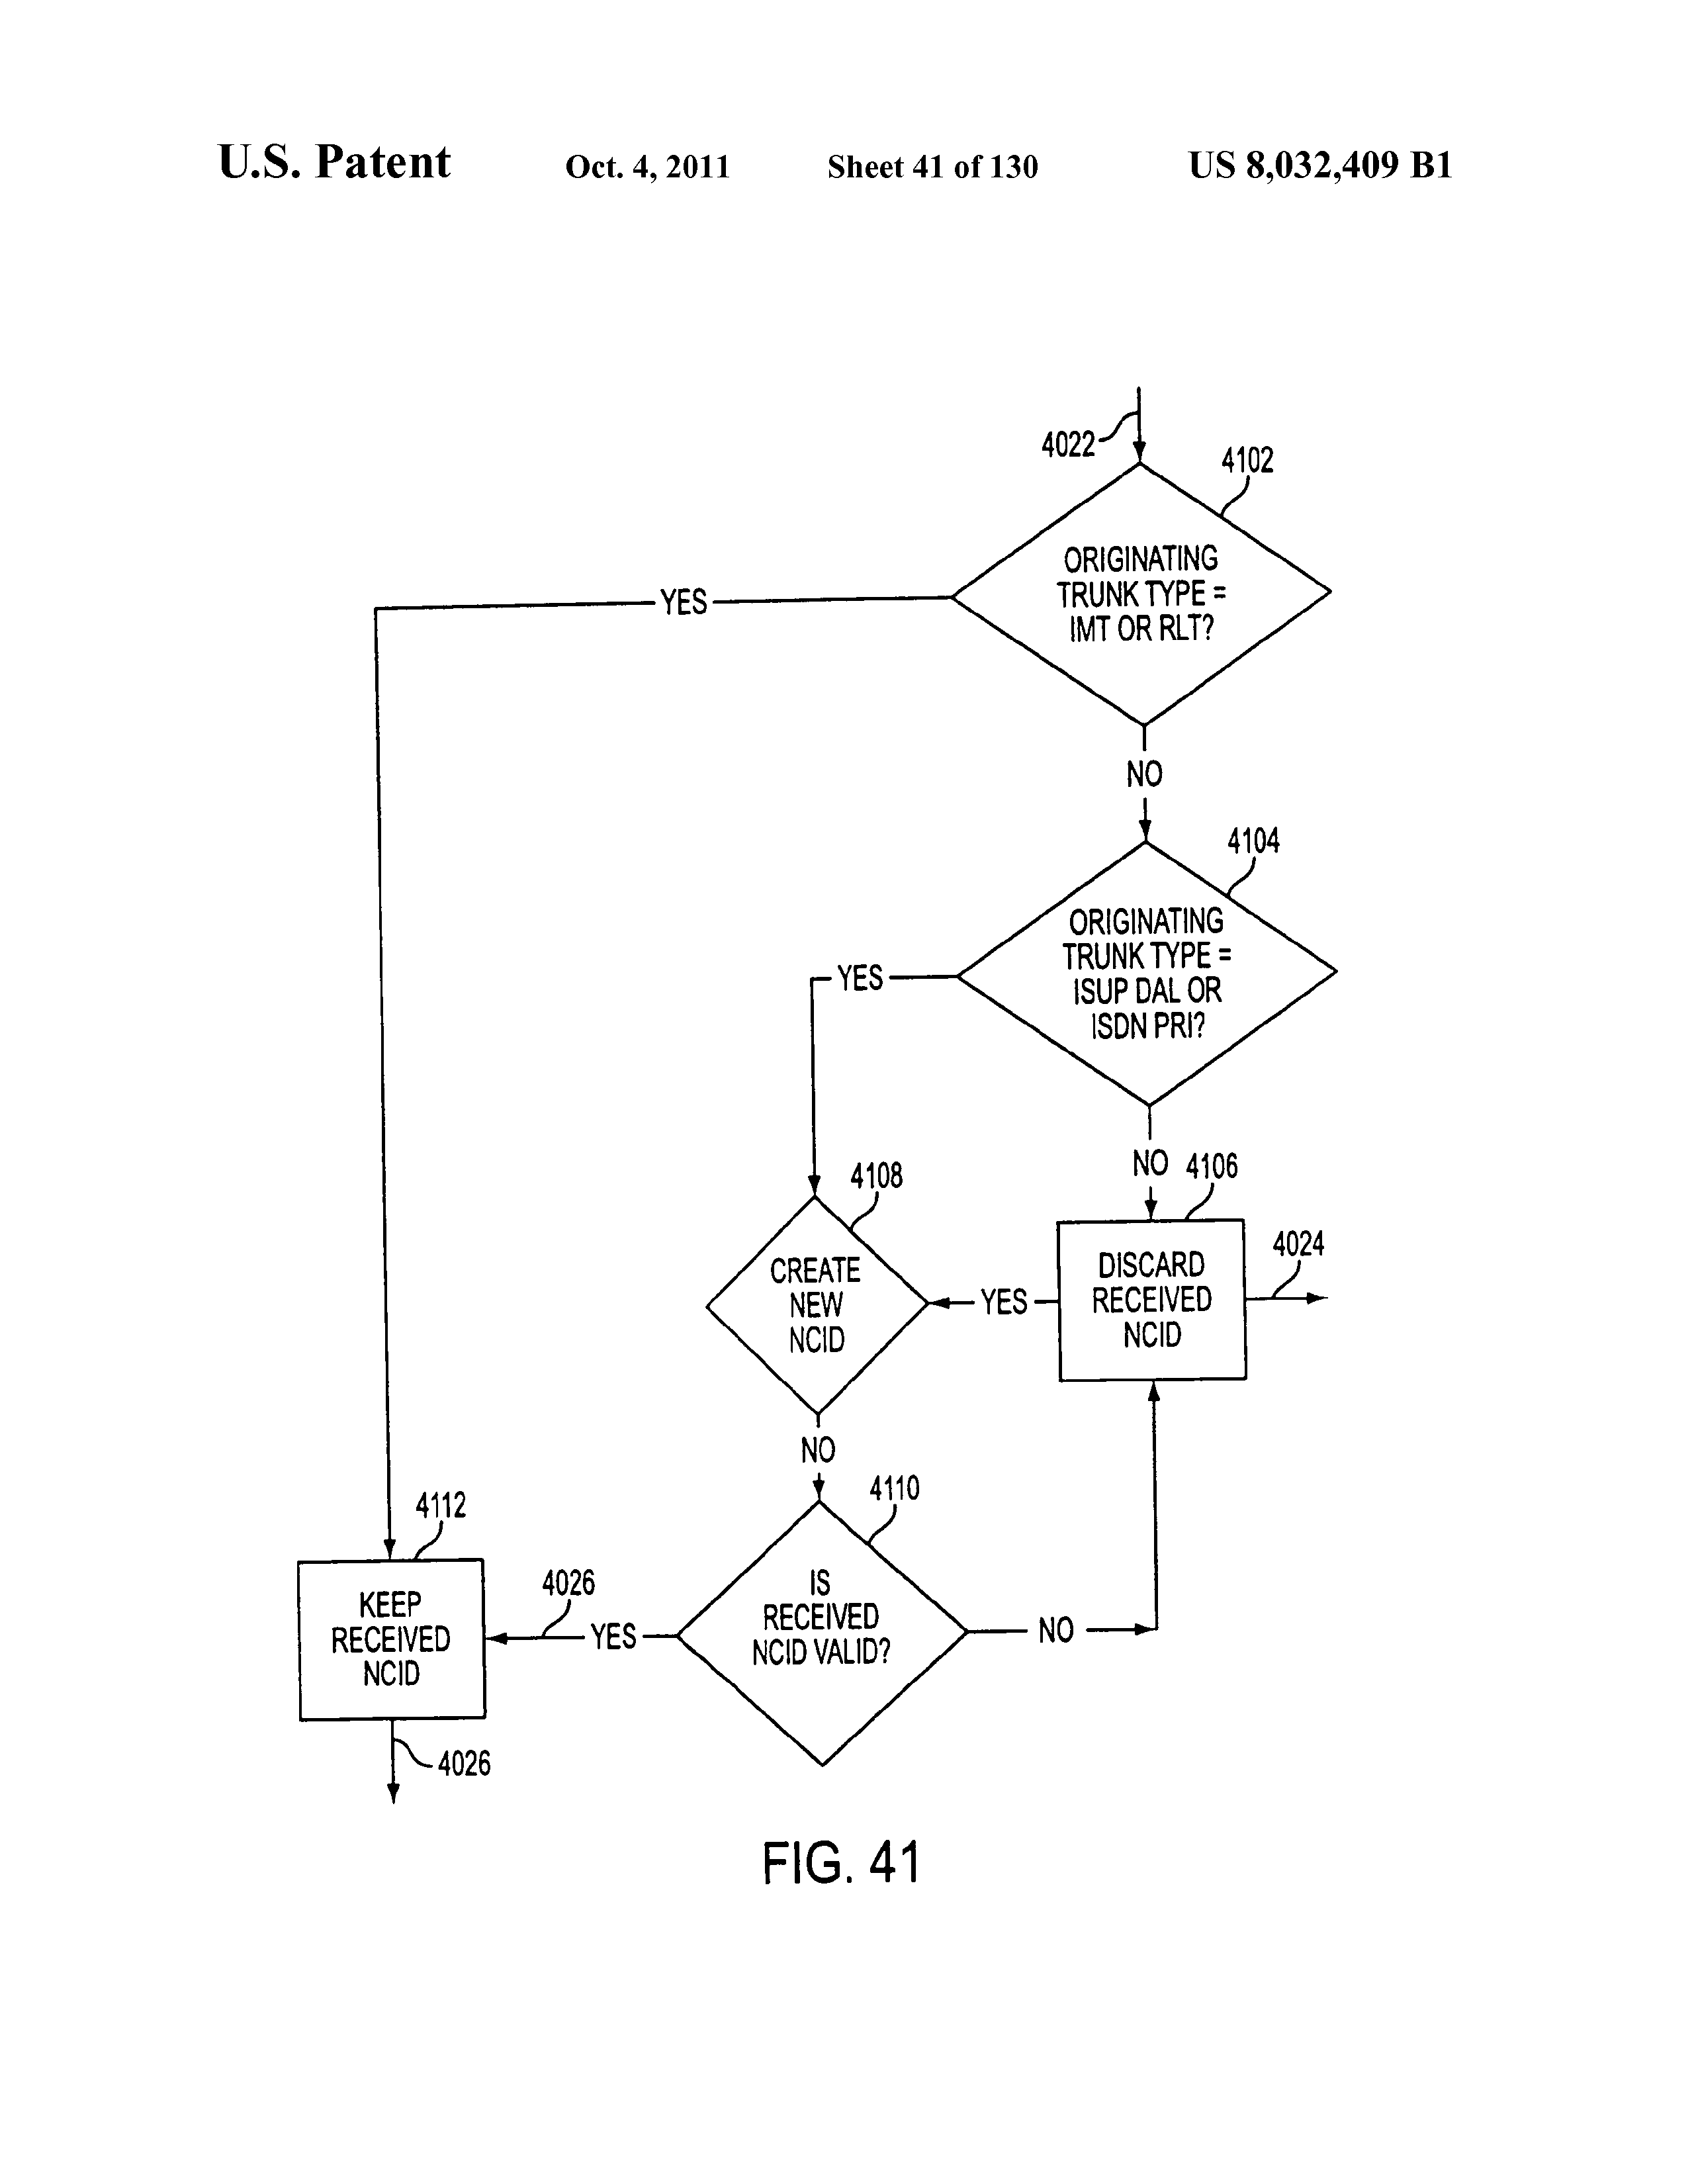 U.S. Patent Oct. 4, 2011 Sheet 41 of 130 US 8,032,409 B1
4022
4102
ORIGINATING
TRUNK TYPE =
IMT OR RLT?
YES
NO
4104
ORIGINATING
TRUNK TYPE =
ISUP DAL OR
ISDN PRI?
YES
NO
4106
4108
CREATE
NEW
NCID
YES
DISCARD
RECEIVED
NCID
4024
NO
4110
4112
KEEP
RECEIVED
NCID
4026
YES
IS
RECEIVED
NCID VALID?
NO
4026
FIG. 41